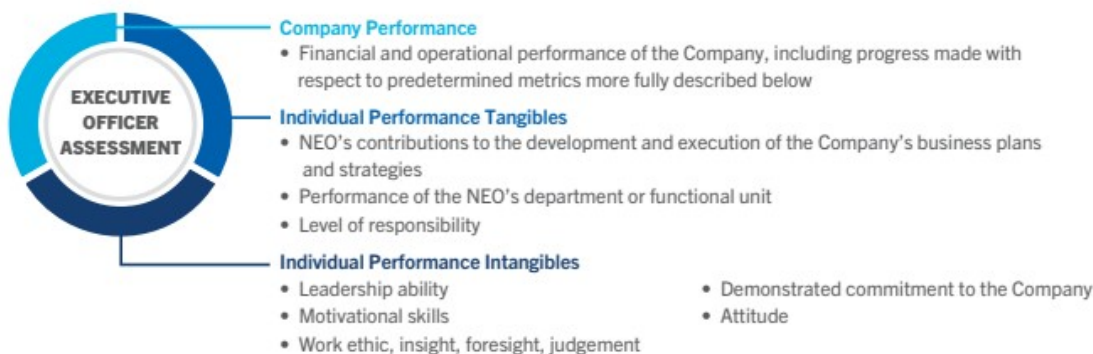 EXECUTIVE
OFFICER
ASSESSMENT
Company Performance
• Financial and operational performance of the Company, including progress made with
respect to predetermined metrics more fully described below
Individual Performance Tangibles
• NEO's contributions to the development and execution of the Company's business plans
and strategies
• Performance of the NEO's department or functional unit
• Level of responsibility
Individual Performance Intangibles
• Leadership ability
• Motivational skills
• Work ethic, insight, foresight, judgement
• Demonstrated commitment to the Company
• Attitude